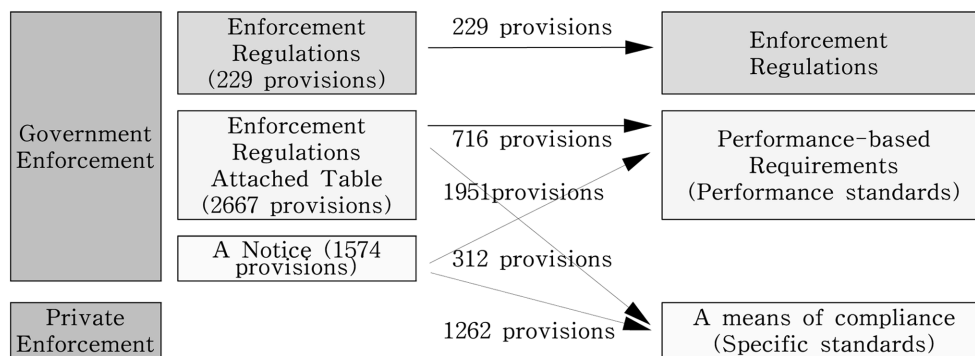 Government
Enforcement
Enforcement
Regulations
(229 provisions)
229 provisions
Enforcement
Regulations
Enforcement
Regulations
Attached Table
(2667 provisions)
716 provisions
1951provisions
Performance-based
Requirements
(Performance standards)
A Notice (1574
provisions)
312 provisions
Private
Enforcement
1262 provisions
A means of compliance
(Specific standards)